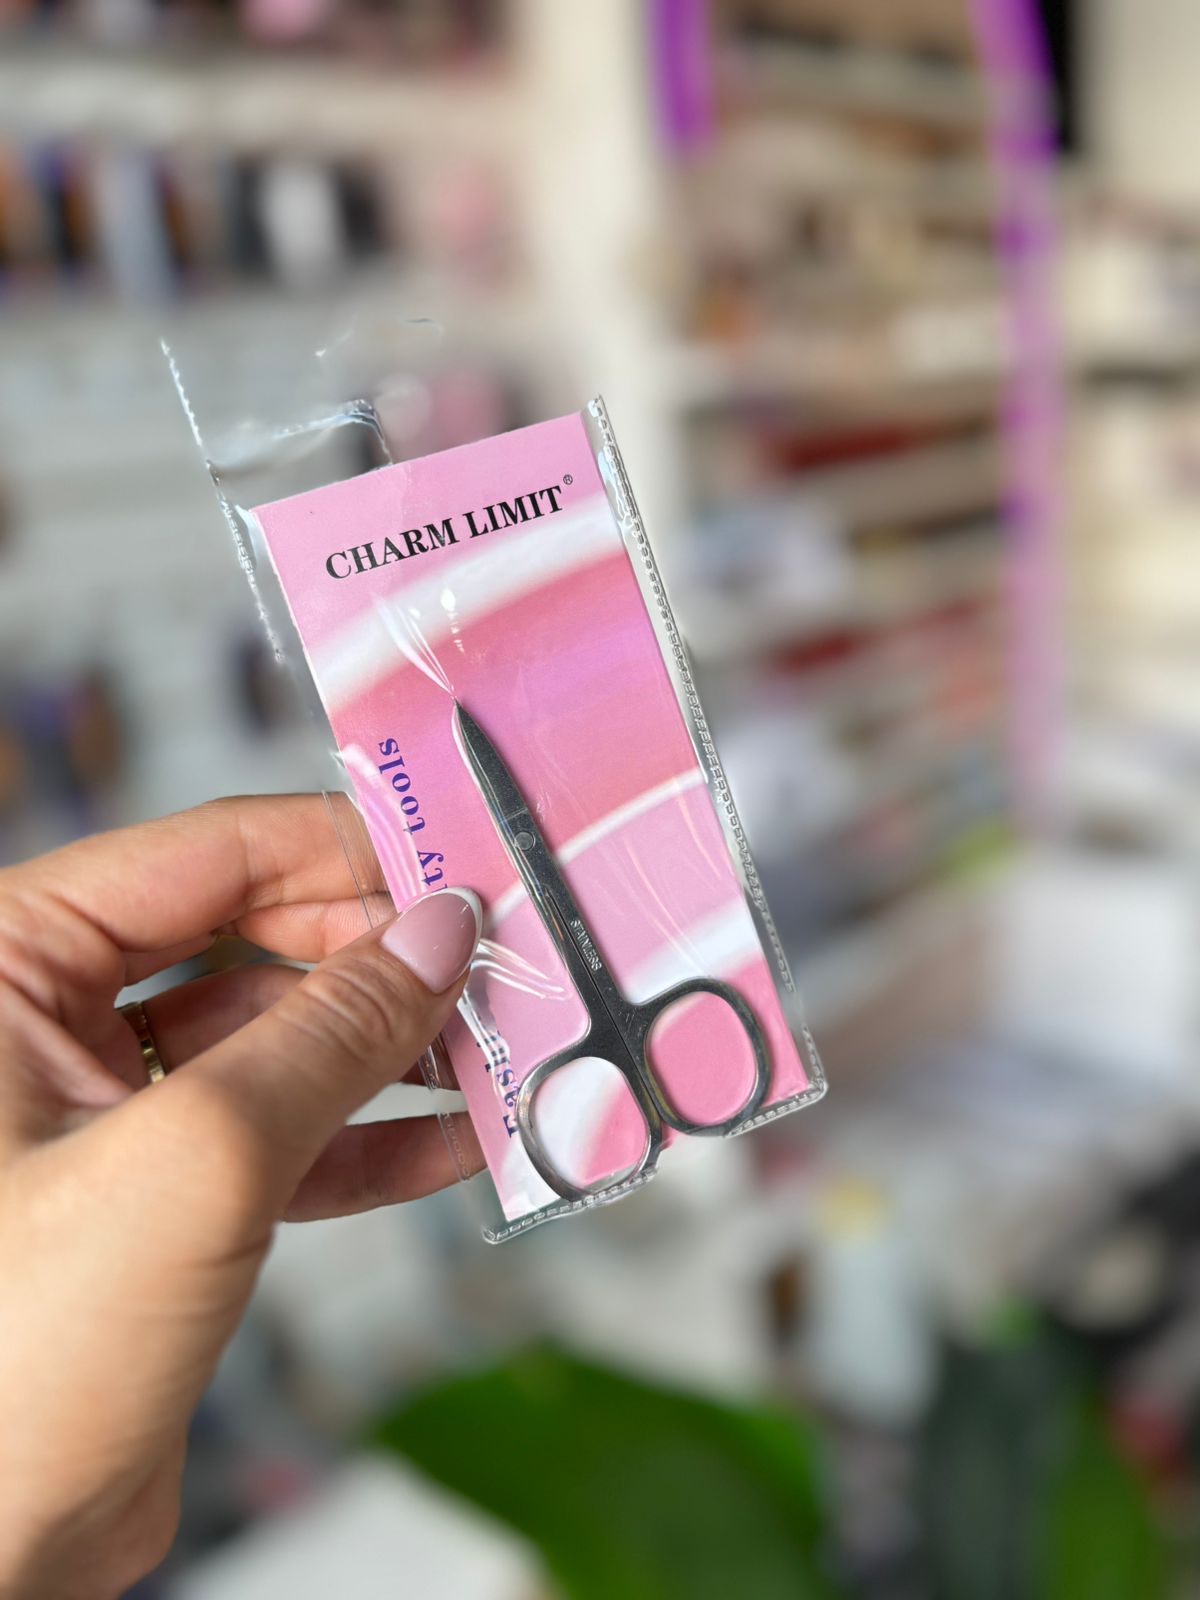 CHARM LIMIT®
ty tools
STAINLESS